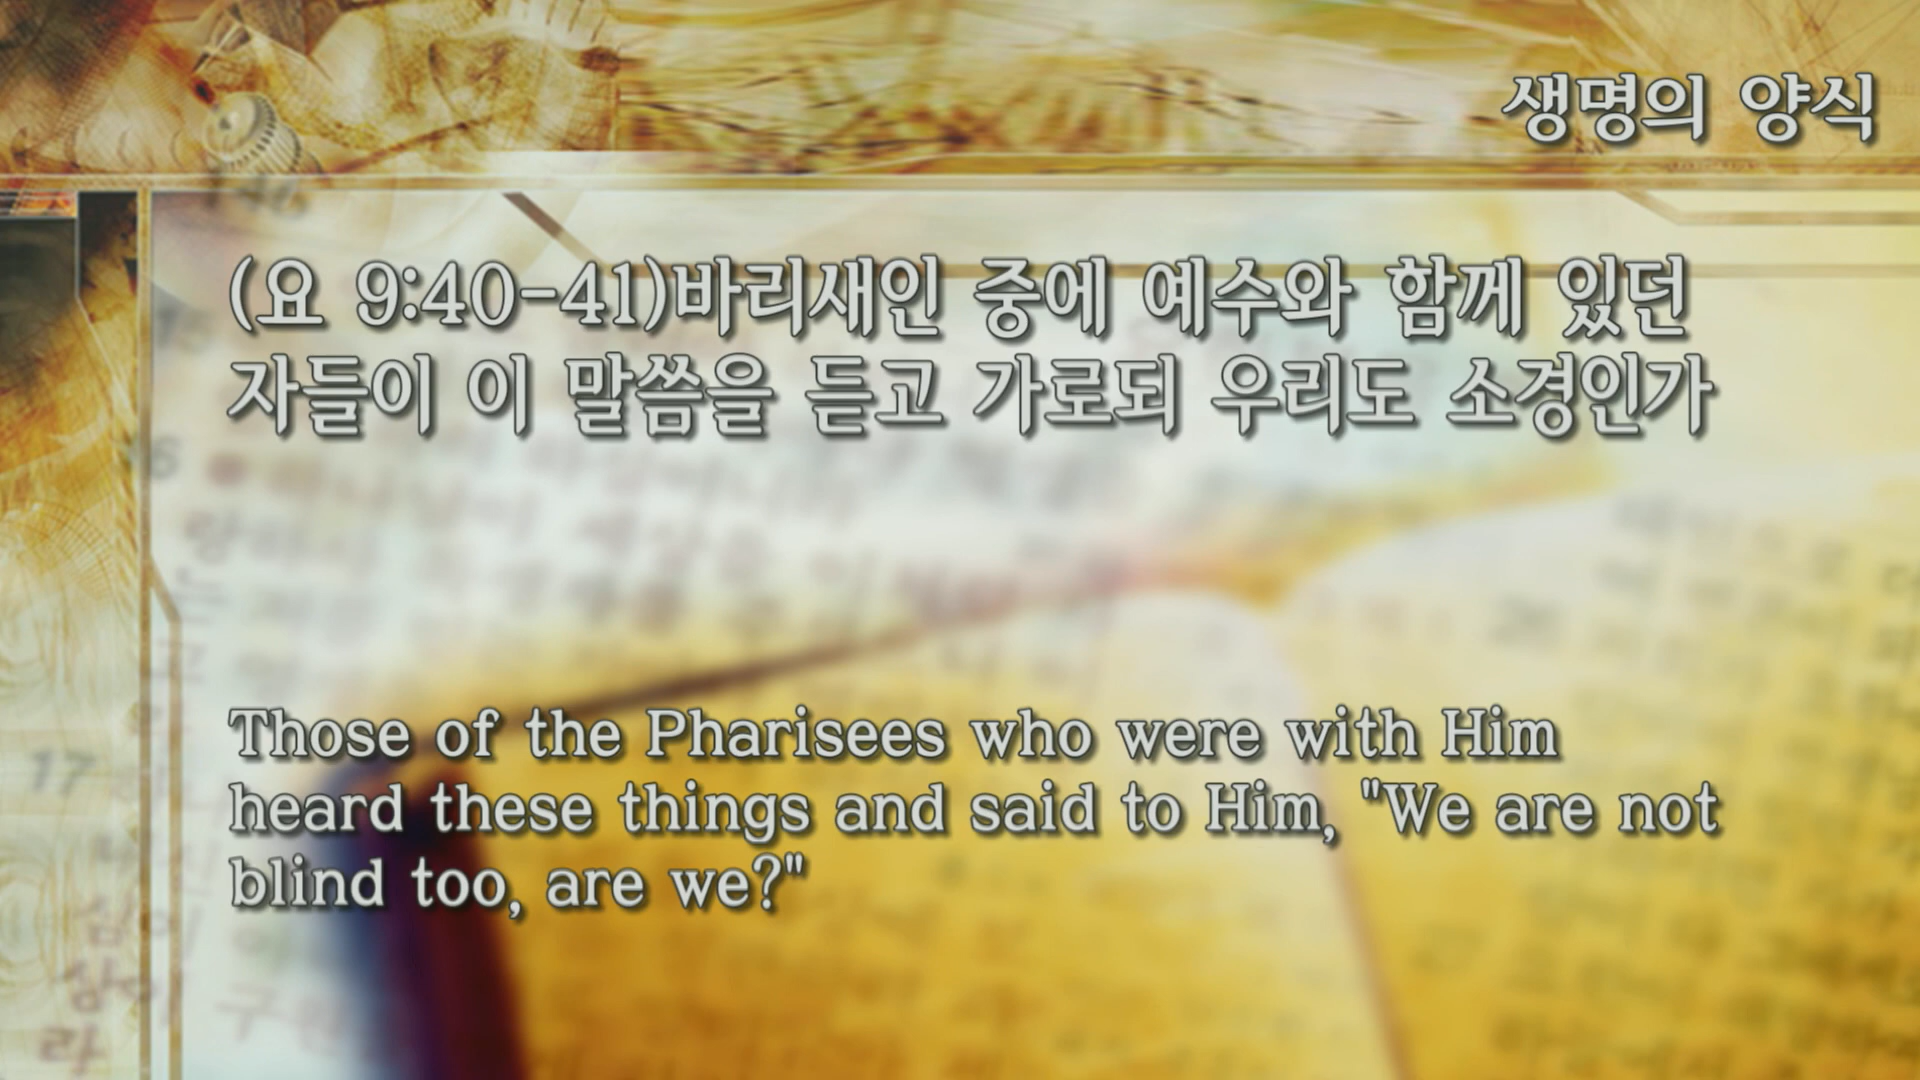 생명의 양식
(요 9:40-41)바리새인 중에 예수와 함께 있던
자들이 이 말씀을 듣고 가로되 우리도 소경인가
Those of the Pharisees who were with Him
heard these things and said to Him, "We are not
blind too, are we?"